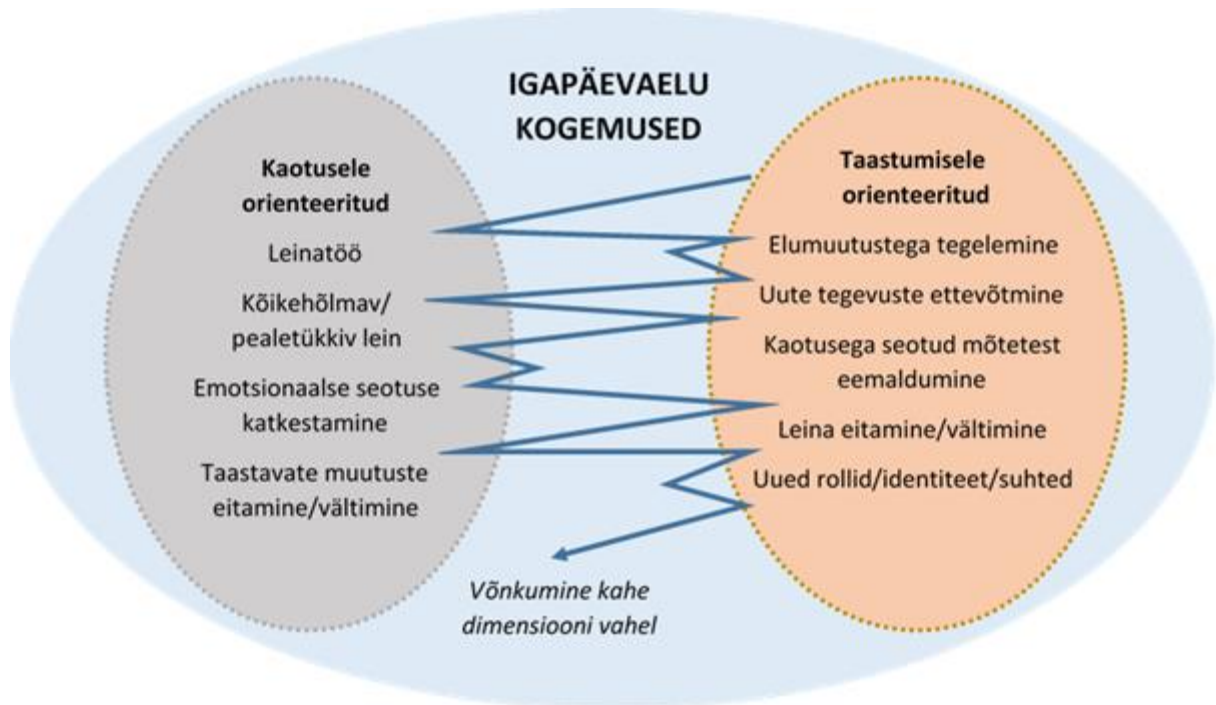 IGAPÄEVAELU
KOGEMUSED
Kaotusele
orienteeritud
Leinatöö
Kõikehõlmav/
pealetükkiv lein
Emotsionaalse seotuse
katkestamine
Taastavate muutuste
eitamine/vältimine
Taastumisele
orienteeritud
Elumuutustega tegelemine
Uute tegevuste ettevõtmine
Kaotusega seotud mõtetest
eemaldumine
Leina eitamine/vältimine
Uued rollid/identiteet/suhted
Võnkumine kahe
dimensiooni vahel